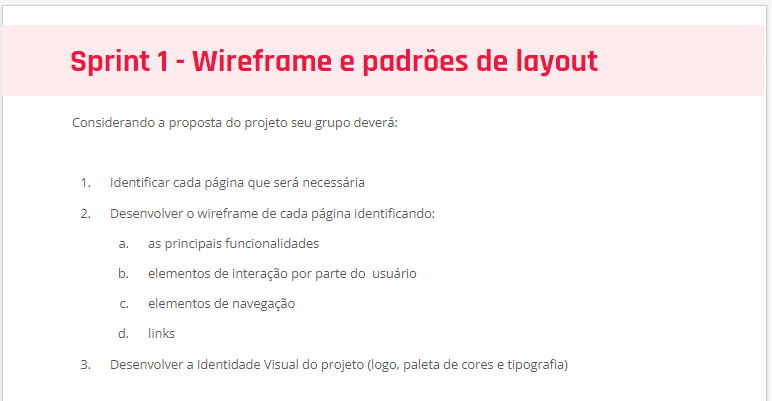 Sprint 1 - Wireframe e padrões de layout
Considerando a proposta do projeto seu grupo deverá:
1. Identificar cada página que será necessária
2. Desenvolver o wireframe de cada página identificando:
a. as principais funcionalidades
b. elementos de interação por parte do usuário
c. elementos de navegação
d. links
3. Desenvolver a Identidade Visual do projeto (logo, paleta de cores e tipografia)